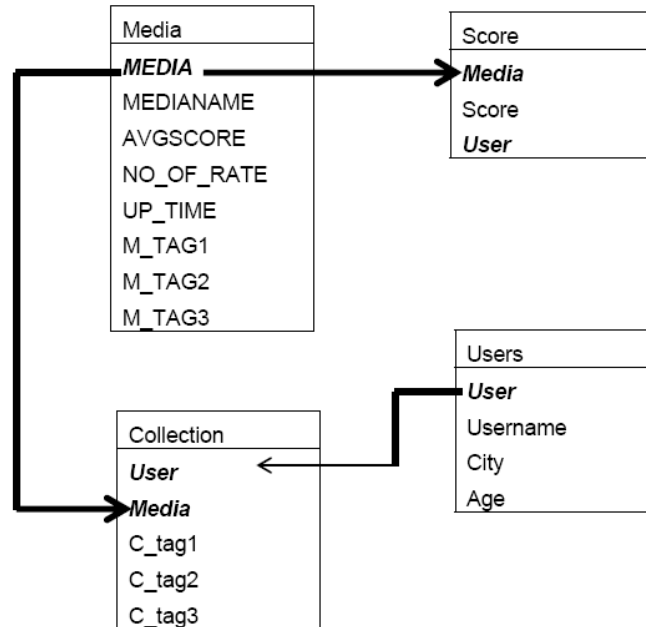 Media
MEDIA
MEDIANAME
AVGSCORE
NO_OF_RATE
UP_TIME
M_TAG1
M_TAG2
M_TAG3
Score
Media
Score
User
Users
User
Username
City
Age
Collection
User
Media
C_tag1
C_tag2
C_tag3